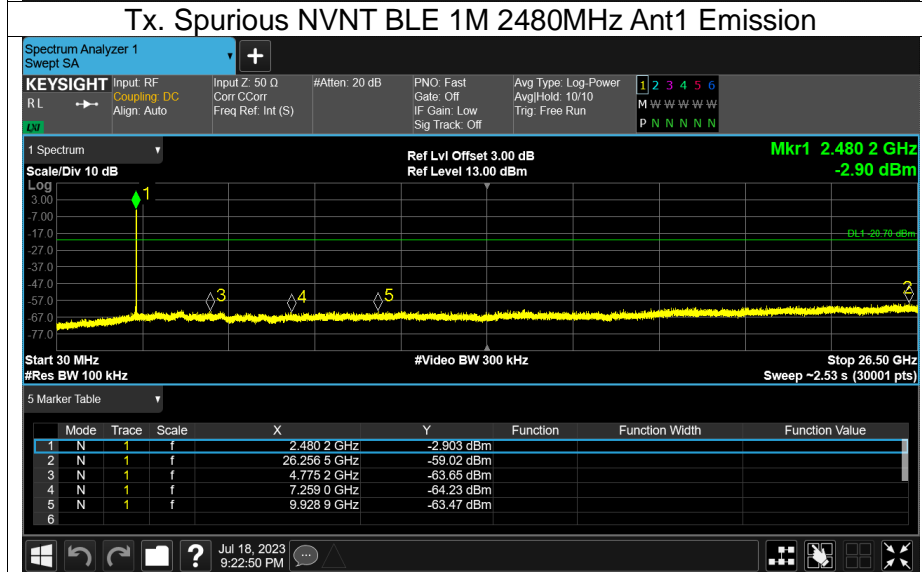 Tx. Spurious NVNT BLE 1M 2480MHz Ant1 Emission
Spectrum Analyzer 1
Swept SA
KEYSIGHT
R L
LXI
Input: RF
Coupling: DC
Align: Auto
Input Z: 50 Ω
Corr CCorr
Freq Ref: Int (S)
#Atten: 20 dB
PNO: Fast
Gate: Off
IF Gain: Low
Sig Track: Off
Avg Type: Log-Power
Avg|Hold: 10/10
Trig: Free Run
1 2 3 4 5 6
M W W W W W
P N N N N N
1 Spectrum
Scale/Div 10 dB
Ref Lvl Offset 3.00 dB
Ref Level 13.00 dBm
Mkr1 2.480 2 GHz
-2.90 dBm
Log
3.00
-7.00
-17.0
-27.0
-37.0
-47.0
-57.0
-67.0
-77.0
1
DL1 -20.70 dBm
3
4
5
2
Start 30 MHz
#Res BW 100 kHz
#Video BW 300 kHz
Stop 26.50 GHz
Sweep ~2.53 s (30001 pts)
5 Marker Table
Mode Trace Scale X Y Function Function Width Function Value
1 N 1 f 2.480 2 GHz -2.903 dBm
2 N 1 f 26.256 5 GHz -59.02 dBm
3 N 1 f 4.775 2 GHz -63.65 dBm
4 N 1 f 7.259 0 GHz -64.23 dBm
5 N 1 f 9.928 9 GHz -63.47 dBm
6
?
Jul 18, 2023
9:22:50 PM